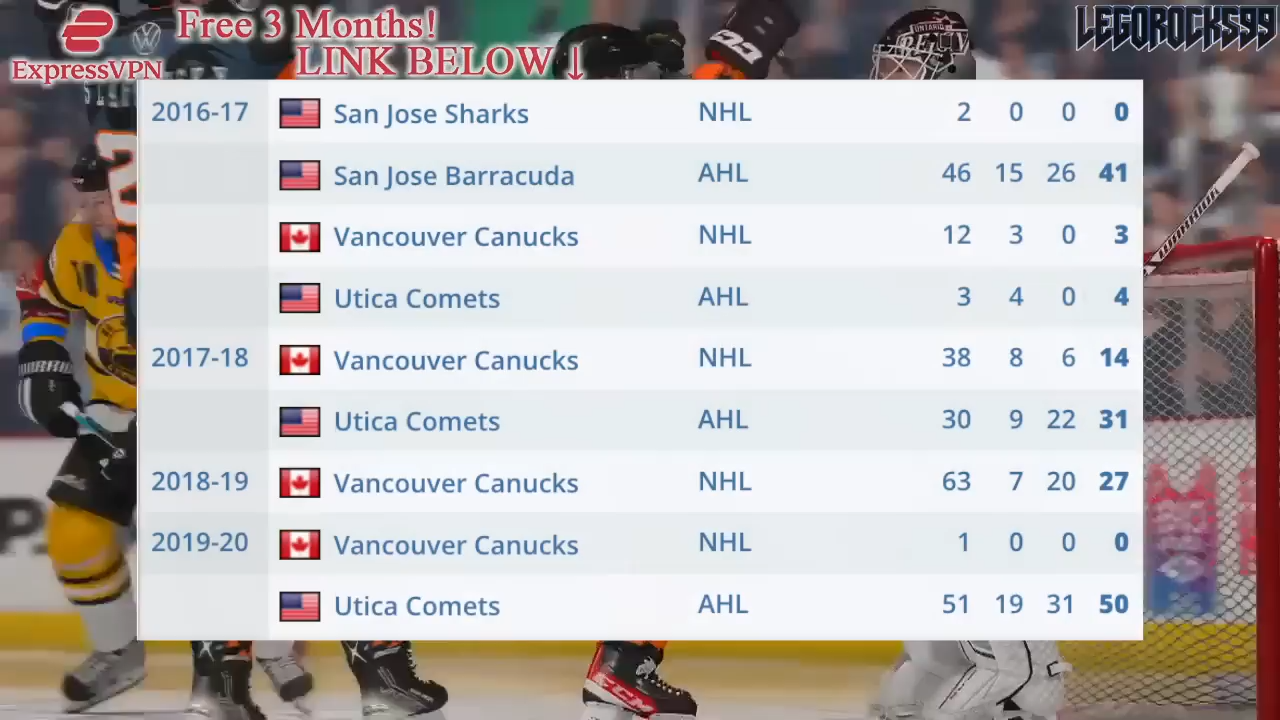 Free 3 Months!
ExpressVPN LINK BELOW ↓
LEGOROCKS99
ONTARIO
2016-17 San Jose Sharks NHL 2 0 0 0
San Jose Barracuda AHL 46 15 26 41
Vancouver Canucks NHL 12 3 0 3
Utica Comets AHL 3 4 0 4
2017-18 Vancouver Canucks NHL 38 8 6 14
Utica Comets AHL 30 9 22 31
2018-19 Vancouver Canucks NHL 63 7 20 27
2019-20 Vancouver Canucks NHL 1 0 0 0
Utica Comets AHL 51 19 31 50
CCM